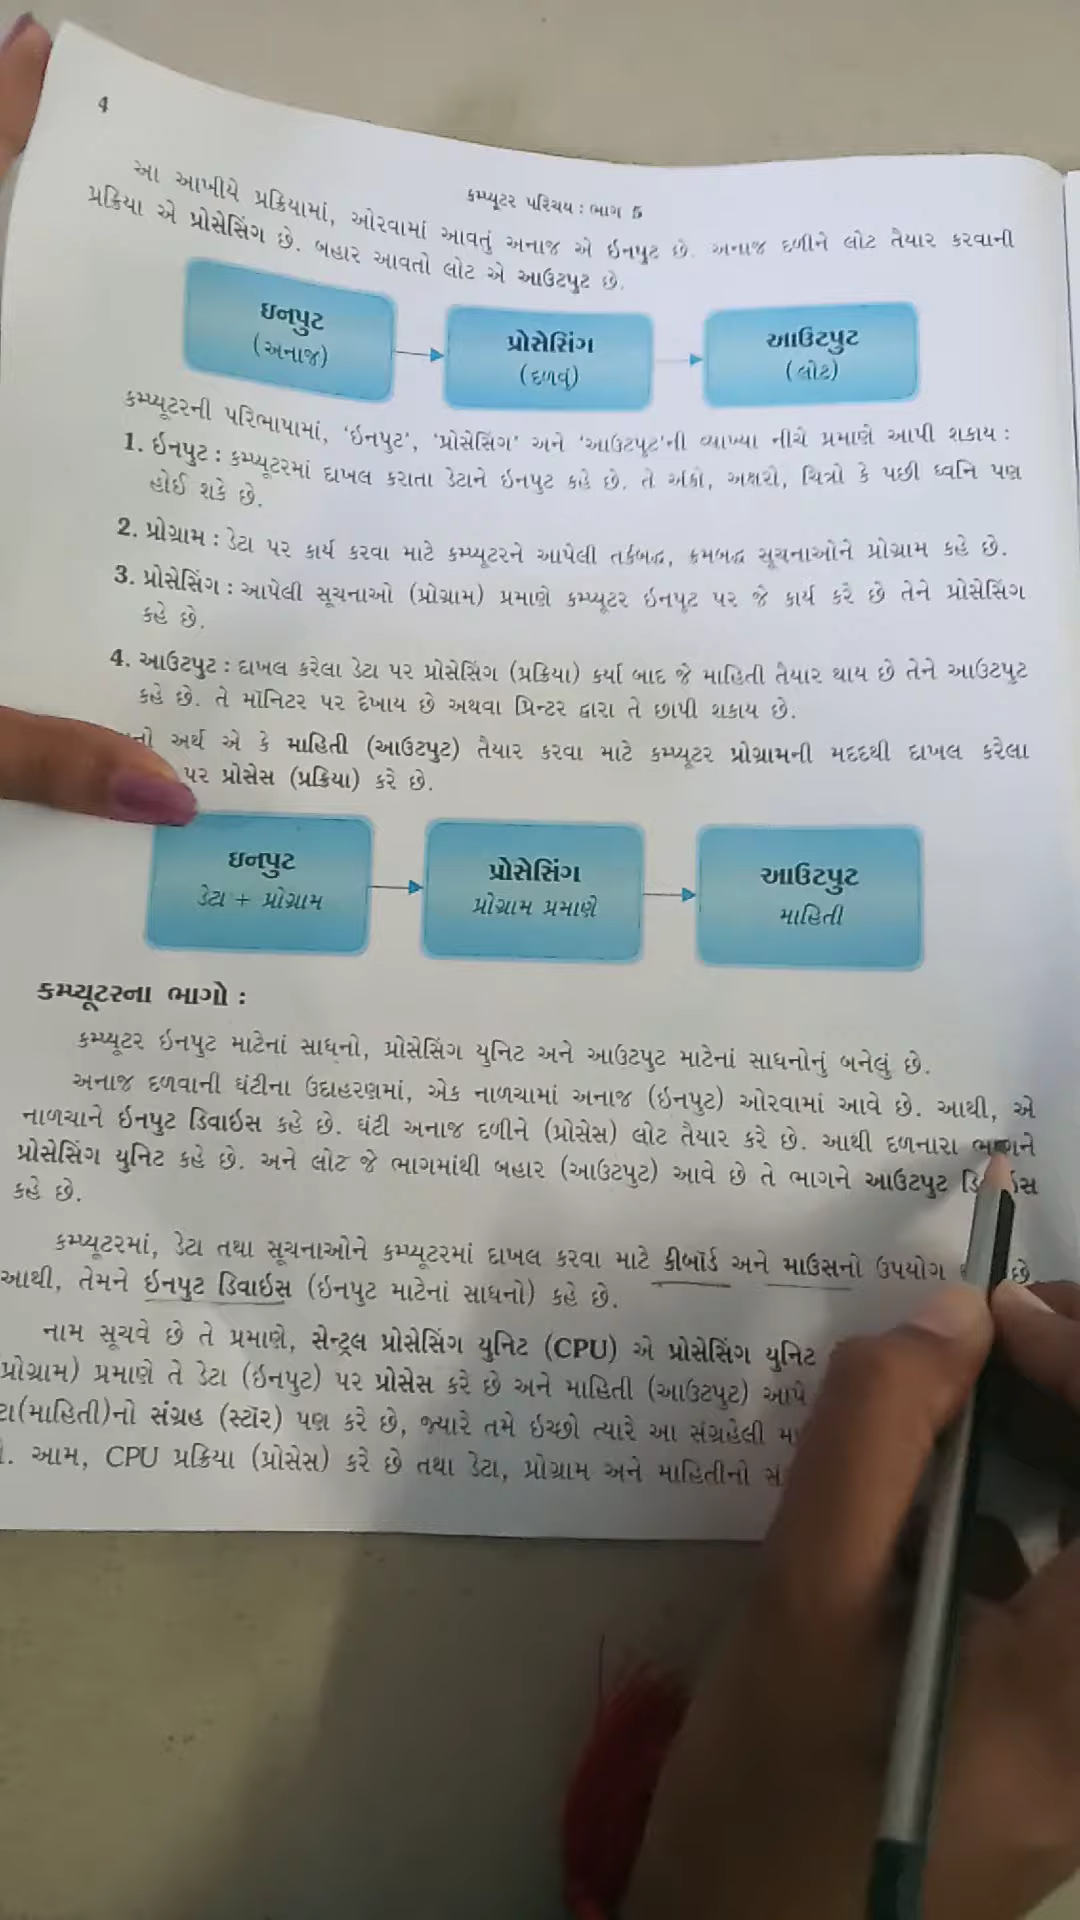 4
કમ્પ્યૂટર પરિચય : ભાગ 5
આ આખીયે પ્રક્રિયામાં, ઓરવામાં આવતું અનાજ એ ઇનપુટ છે. અનાજ દળીને લોટ તૈયાર કરવાની
પ્રક્રિયા એ પ્રોસેસિંગ છે. બહાર આવતો લોટ એ આઉટપુટ છે.
ઇનપુટ
(અનાજ)
પ્રોસેસિંગ
(દળવું)
આઉટપુટ
(લોટ)
કમ્પ્યૂટરની પરિભાષામાં, ‘ઇનપુટ’, ‘પ્રોસેસિંગ’ અને ‘આઉટપુટ’ની વ્યાખ્યા નીચે પ્રમાણે આપી શકાય :
1. ઇનપુટ : કમ્પ્યૂટરમાં દાખલ કરાતા ડેટાને ઇનપુટ કહે છે. તે અંકો, અક્ષરો, ચિત્રો કે પછી ધ્વનિ પણ
હોઈ શકે છે.
2. પ્રોગ્રામ : ડેટા પર કાર્ય કરવા માટે કમ્પ્યૂટરને આપેલી તર્કબદ્ધ, ક્રમબદ્ધ સૂચનાઓને પ્રોગ્રામ કહે છે.
3. પ્રોસેસિંગ : આપેલી સૂચનાઓ (પ્રોગ્રામ) પ્રમાણે કમ્પ્યૂટર ઇનપુટ પર જે કાર્ય કરે છે તેને પ્રોસેસિંગ
કહે છે.
4. આઉટપુટ : દાખલ કરેલા ડેટા પર પ્રોસેસિંગ (પ્રક્રિયા) કર્યા બાદ જે માહિતી તૈયાર થાય છે તેને આઉટપુટ
કહે છે. તે મૉનિટર પર દેખાય છે અથવા પ્રિન્ટર દ્વારા તે છાપી શકાય છે.
અર્થ એ કે માહિતી (આઉટપુટ) તૈયાર કરવા માટે કમ્પ્યૂટર પ્રોગ્રામની મદદથી દાખલ કરેલા
પર પ્રોસેસ (પ્રક્રિયા) કરે છે.
ઇનપુટ
ડેટા + પ્રોગ્રામ
પ્રોસેસિંગ
પ્રોગ્રામ પ્રમાણે
આઉટપુટ
માહિતી
કમ્પ્યૂટરના ભાગો :
કમ્પ્યૂટર ઇનપુટ માટેનાં સાધનો, પ્રોસેસિંગ યુનિટ અને આઉટપુટ માટેનાં સાધનોનું બનેલું છે.
અનાજ દળવાની ઘંટીના ઉદાહરણમાં, એક નાળચામાં અનાજ (ઇનપુટ) ઓરવામાં આવે છે. આથી, એ
નાળચાને ઇનપુટ ડિવાઇસ કહે છે. ઘંટી અનાજ દળીને (પ્રોસેસ) લોટ તૈયાર કરે છે. આથી દળનારા ભાગને
પ્રોસેસિંગ યુનિટ કહે છે. અને લોટ જે ભાગમાંથી બહાર (આઉટપુટ) આવે છે તે ભાગને આઉટપુટ ડિવાઇસ
કહે છે.
કમ્પ્યૂટરમાં, ડેટા તથા સૂચનાઓને કમ્પ્યૂટરમાં દાખલ કરવા માટે કીબૉર્ડ અને માઉસનો ઉપયોગ છે.
આથી, તેમને ઇનપુટ ડિવાઇસ (ઇનપુટ માટેનાં સાધનો) કહે છે.
નામ સૂચવે છે તે પ્રમાણે, સેન્ટ્રલ પ્રોસેસિંગ યુનિટ (CPU) એ પ્રોસેસિંગ યુનિટ
પ્રોગ્રામ) પ્રમાણે તે ડેટા (ઇનપુટ) પર પ્રોસેસ કરે છે અને માહિતી (આઉટપુટ) આપે
(માહિતી)નો સંગ્રહ (સ્ટૉર) પણ કરે છે, જ્યારે તમે ઇચ્છો ત્યારે આ સંગ્રહેલી
આમ, CPU પ્રક્રિયા (પ્રોસેસ) કરે છે તથા ડેટા, પ્રોગ્રામ અને માહિતીનો